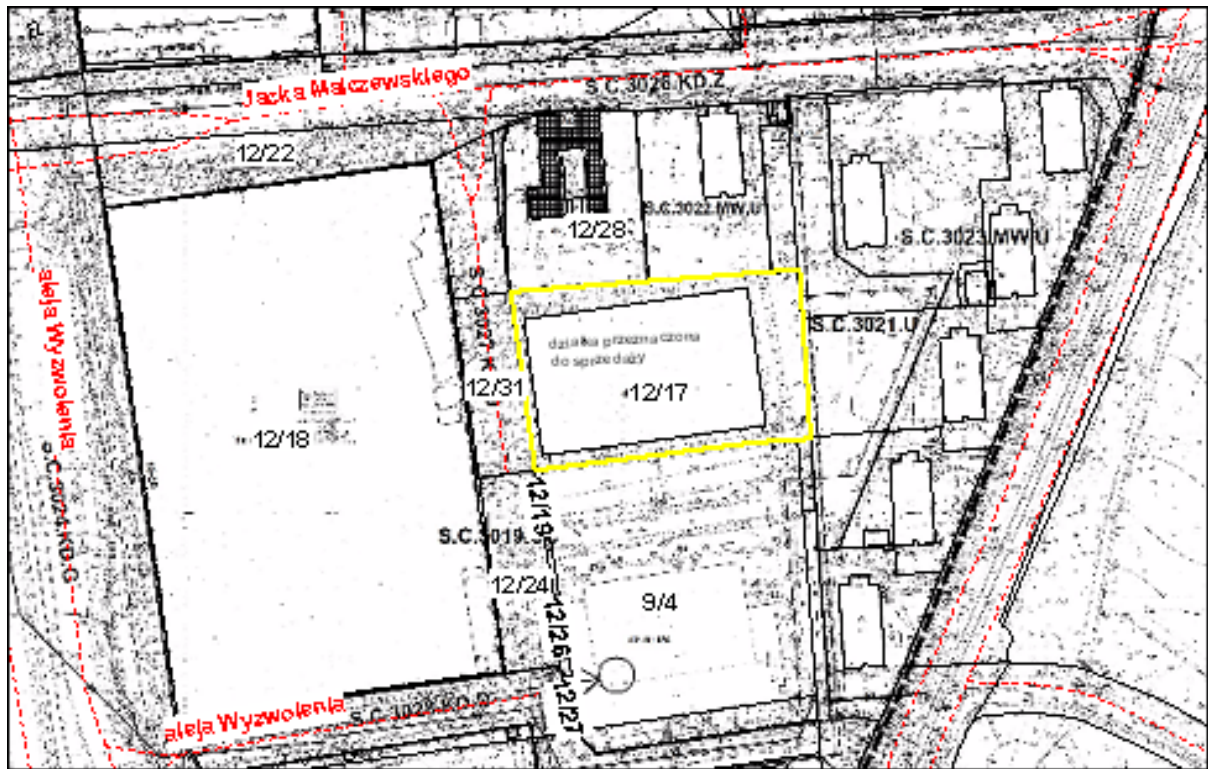 Jacka Malczewskiego
S.C.3026.KD.Z
12/22
12/28
S.C.3022.MW,U
S.C.3023.MW,U
aleja Wyzwolenia
S.C.3021.U
działka przeznaczona
do sprzedaży
12/31
12/17
12/18
12/19
S.C.3019.
12/24
9/4
12/26
12/27
aleja Wyzwolenia